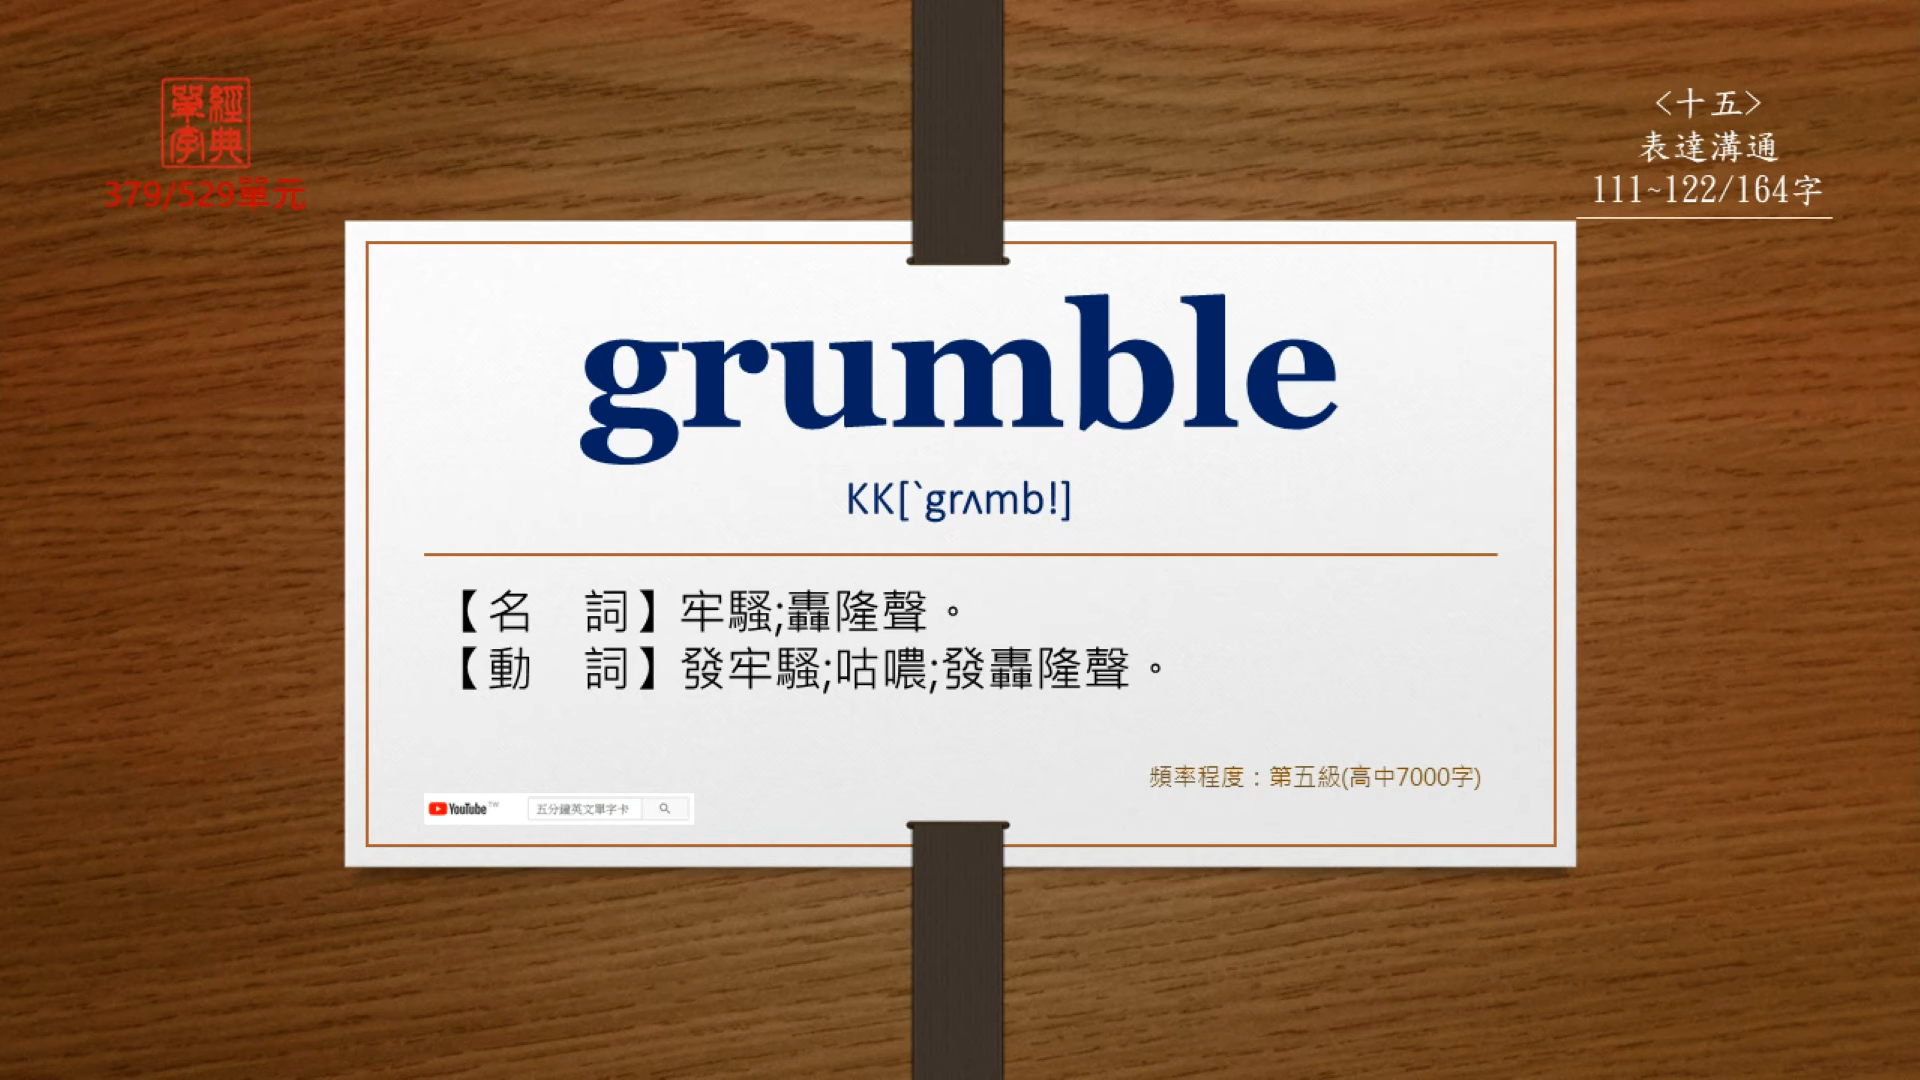 經典
單字
379/529單元
<十五>
表達溝通
111~122/164字
grumble
KK[ˋgrʌmb!]
【名　詞】牢騷;轟隆聲。
【動　詞】發牢騷;咕噥;發轟隆聲。
頻率程度：第五級(高中7000字)
YouTube TW 五分鐘英文單字卡